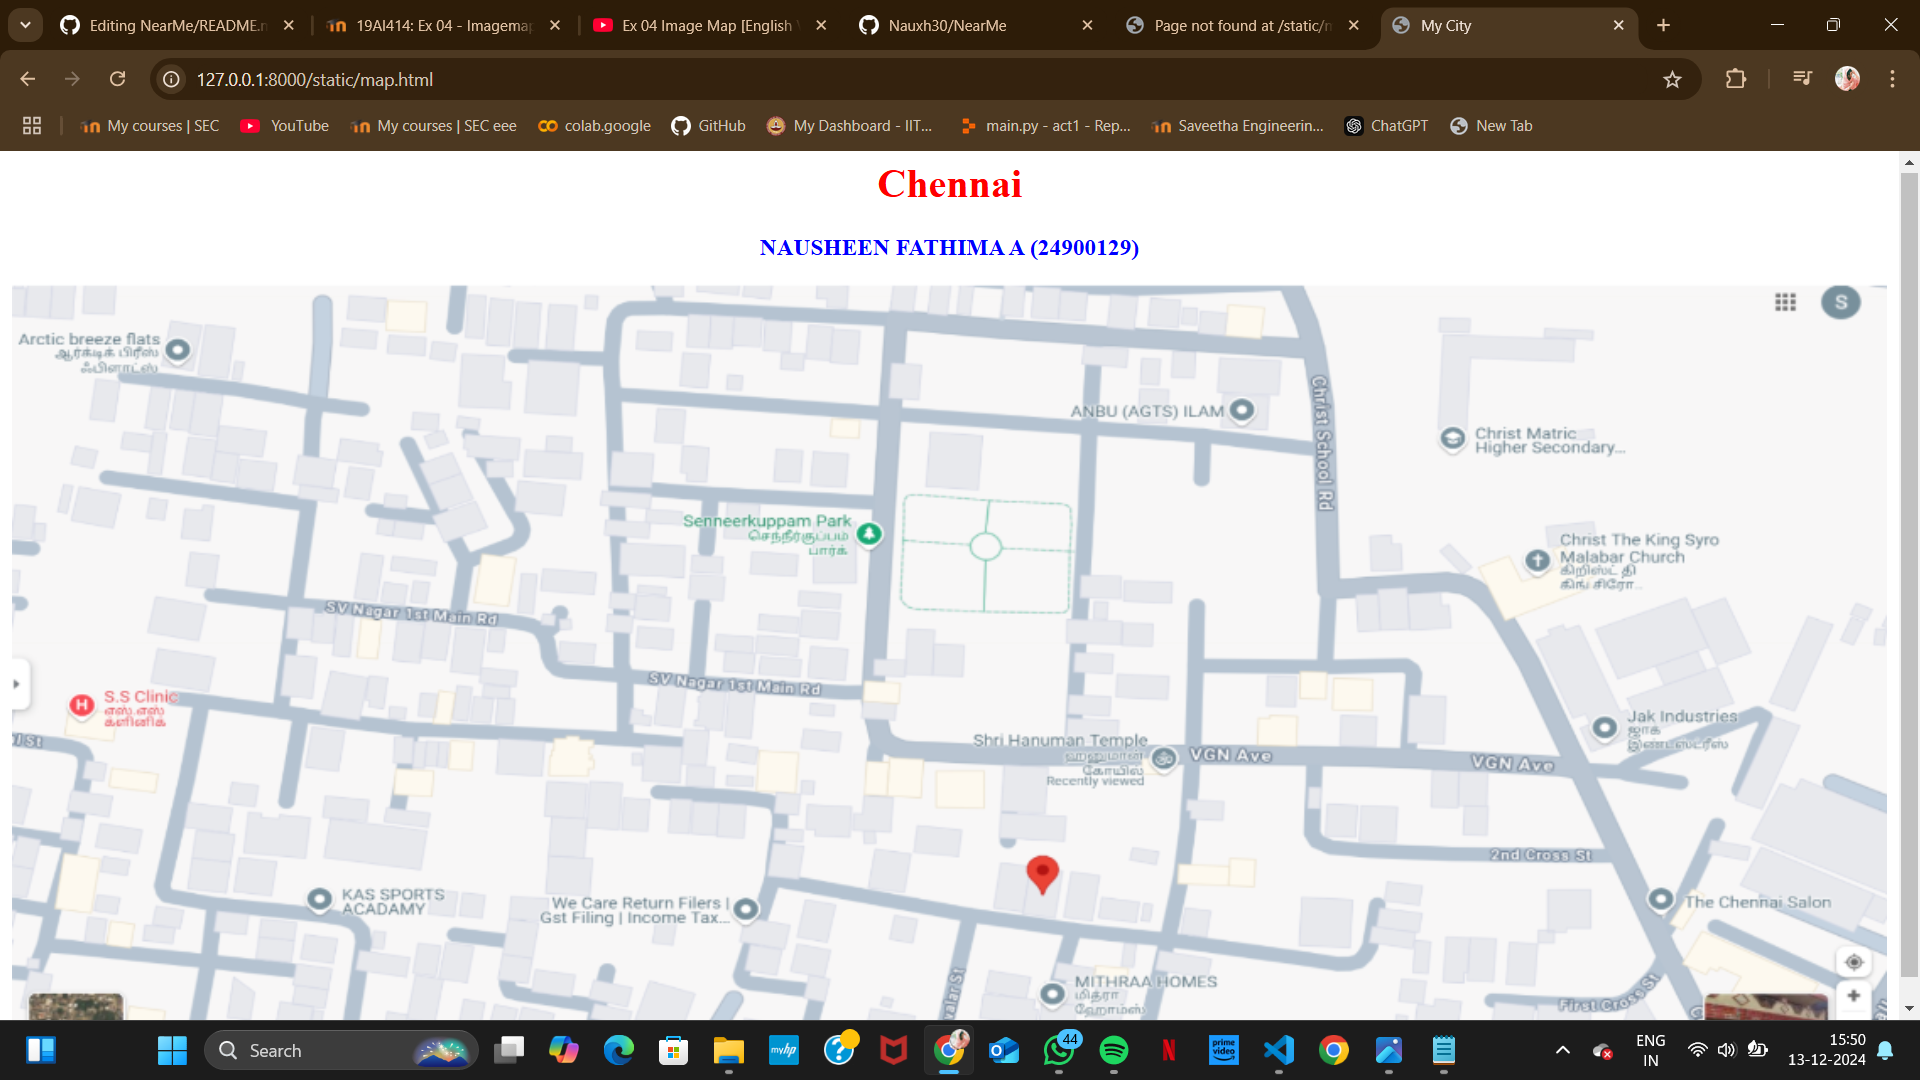 Editing NearMe/README.n
19AI414: Ex 04 - Imagemap
Ex 04 Image Map [English
Nauxh30/NearMe
Page not found at /static/n
My City
127.0.0.1:8000/static/map.html
My courses | SEC
YouTube
My courses | SEC eee
colab.google
GitHub
My Dashboard - IIT...
main.py - act1 - Rep...
Saveetha Engineerin...
ChatGPT
New Tab
Chennai
NAUSHEEN FATHIMA A (24900129)
S
Arctic breeze flats
ஆர்க்டிக் பிரீஸ்
ஃபிளாட்ஸ்
ANBU (AGTS) ILAM
Christ School Rd
Christ Matric
Higher Secondary...
Senneerkuppam Park
செந்நீர்குப்பம்
பார்க்
Christ The King Syro
Malabar Church
கிறிஸ்ட் தி
கிங் சிரோ...
SV Nagar 1st Main Rd
SV Nagar 1st Main Rd
H
S.S Clinic
எஸ்.எஸ்
க்ளினிக்
ol St
Jak Industries
ஜாக்
இண்டஸ்ட்ரீஸ்
Shri Hanuman Temple
ஹனுமான்
கோயில்
Recently viewed
VGN Ave
VGN Ave
2nd Cross St
KAS SPORTS
ACADAMY
We Care Return Filers |
Gst Filing | Income Tax...
The Chennai Salon
MITHRAA HOMES
மித்ரா
ஹோம்ஸ்
valar St
First Cross St
Search
myhp
44
prime
video
ENG
IN
15:50
13-12-2024